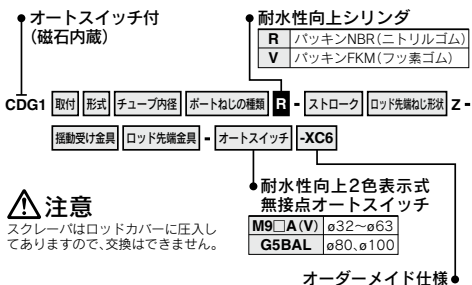 オートスイッチ付
(磁石内蔵)
耐水性向上シリンダ
R パッキンNBR(ニトリルゴム)
V パッキンFKM(フッ素ゴム)
CDG1 取付 形式 チューブ内径 ポートねじの種類 R - ストローク ロッド先端ねじ形状 Z -
揺動受け金具 ロッド先端金具 - オートスイッチ -XC6
注意
スクレーパはロッドカバーに圧入し
てありますので、交換はできません。
耐水性向上2色表示式
無接点オートスイッチ
M9□A(V) ø32～ø63
G5BAL ø80、ø100
オーダーメイド仕様